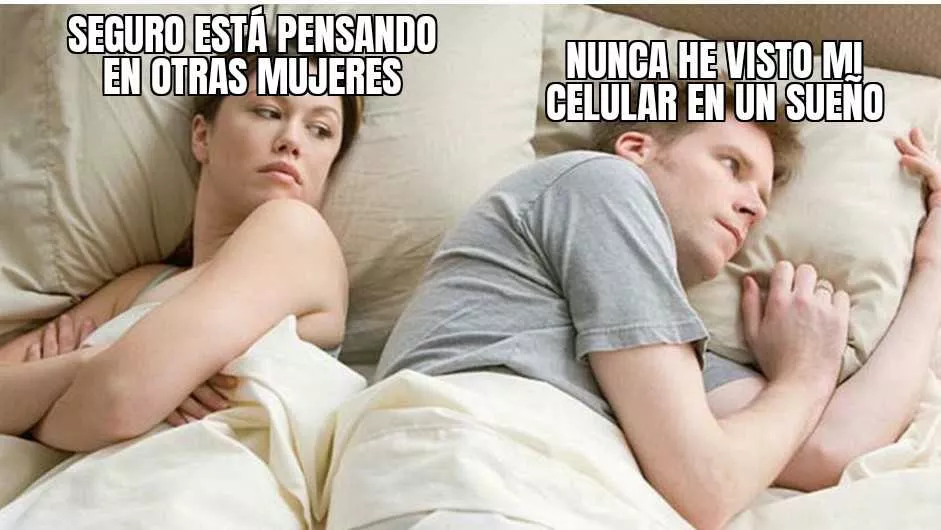 SEGURO ESTÁ PENSANDO
EN OTRAS MUJERES
NUNCA HE VISTO MI
CELULAR EN UN SUEÑO